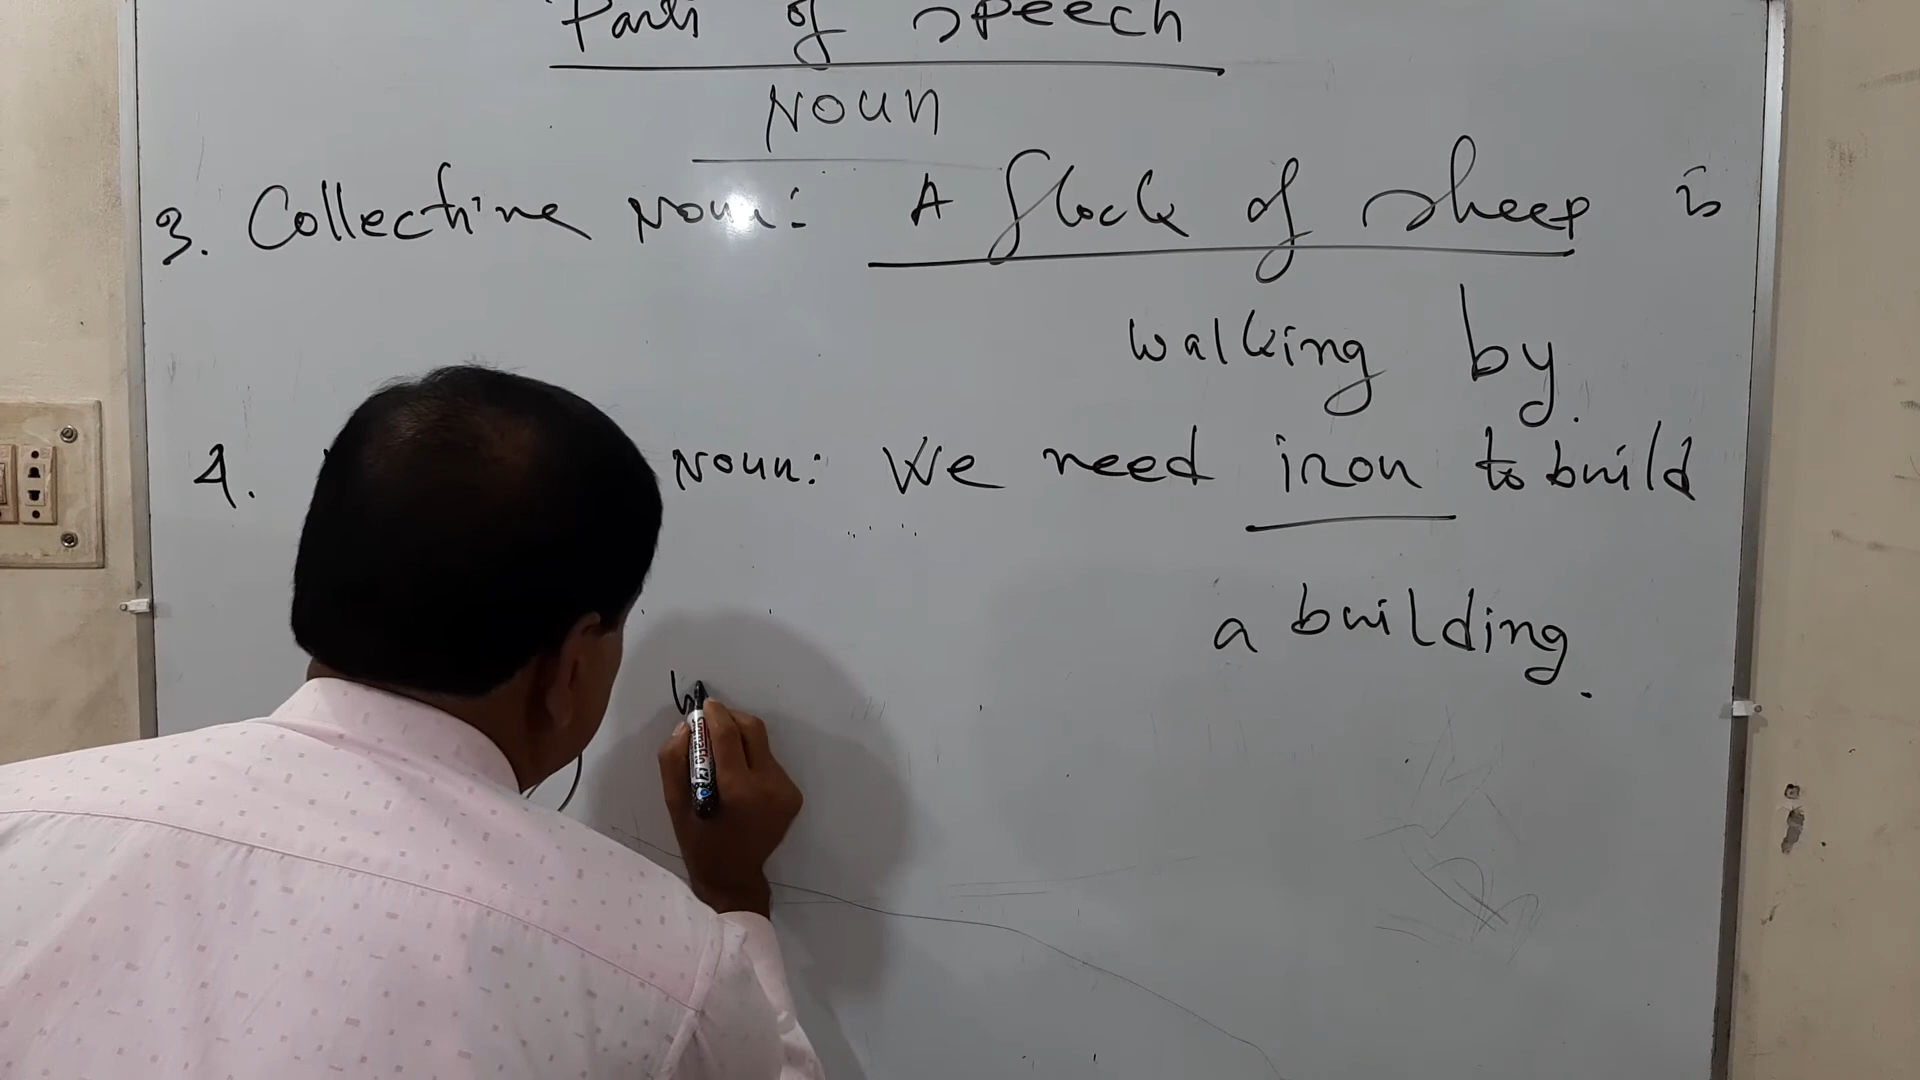 Parts of speech
Noun
3. Collective Noun: A flock of sheep is
walking by.
4. Noun: We need iron to build
a building.